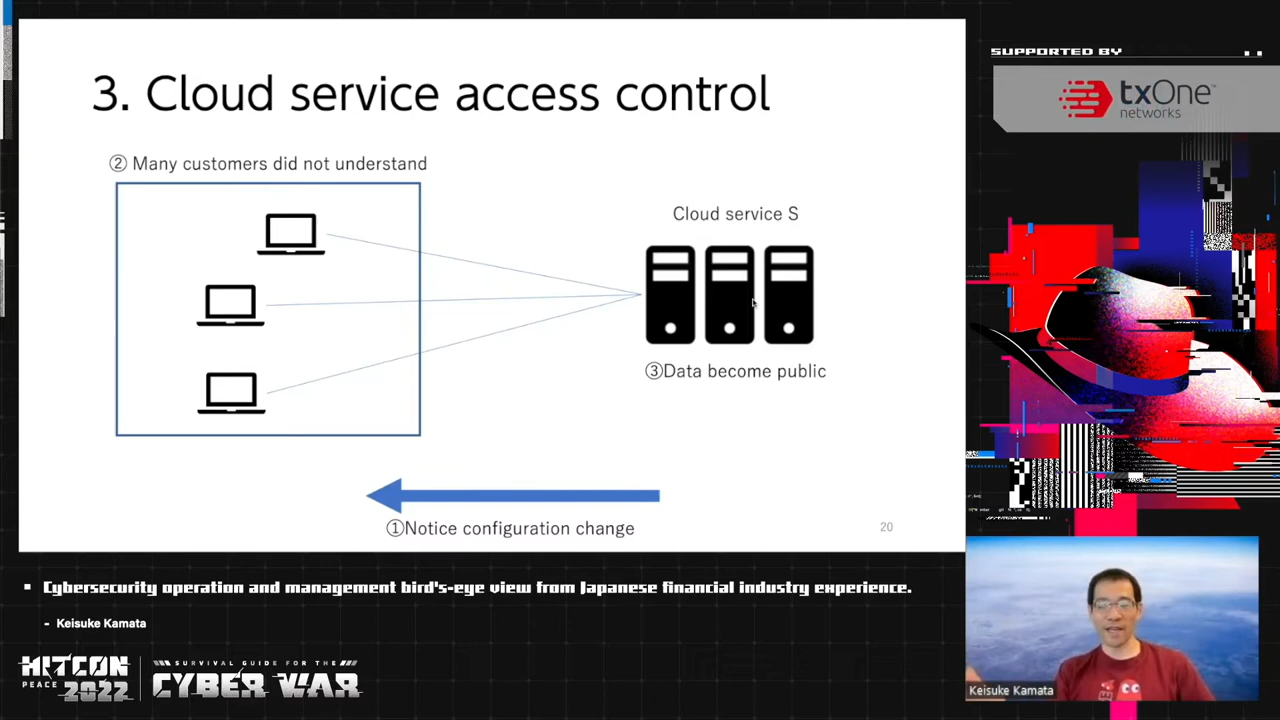 3. Cloud service access control
② Many customers did not understand
Cloud service S
③Data become public
①Notice configuration change
20
SUPPORTED BY
txOne™
networks
Cybersecurity operation and management bird's-eye view from Japanese financial industry experience.
- Keisuke Kamata
HITCON
PEACE 2022
SURVIVAL GUIDE FOR THE
CYBER WAR
Keisuke Kamata